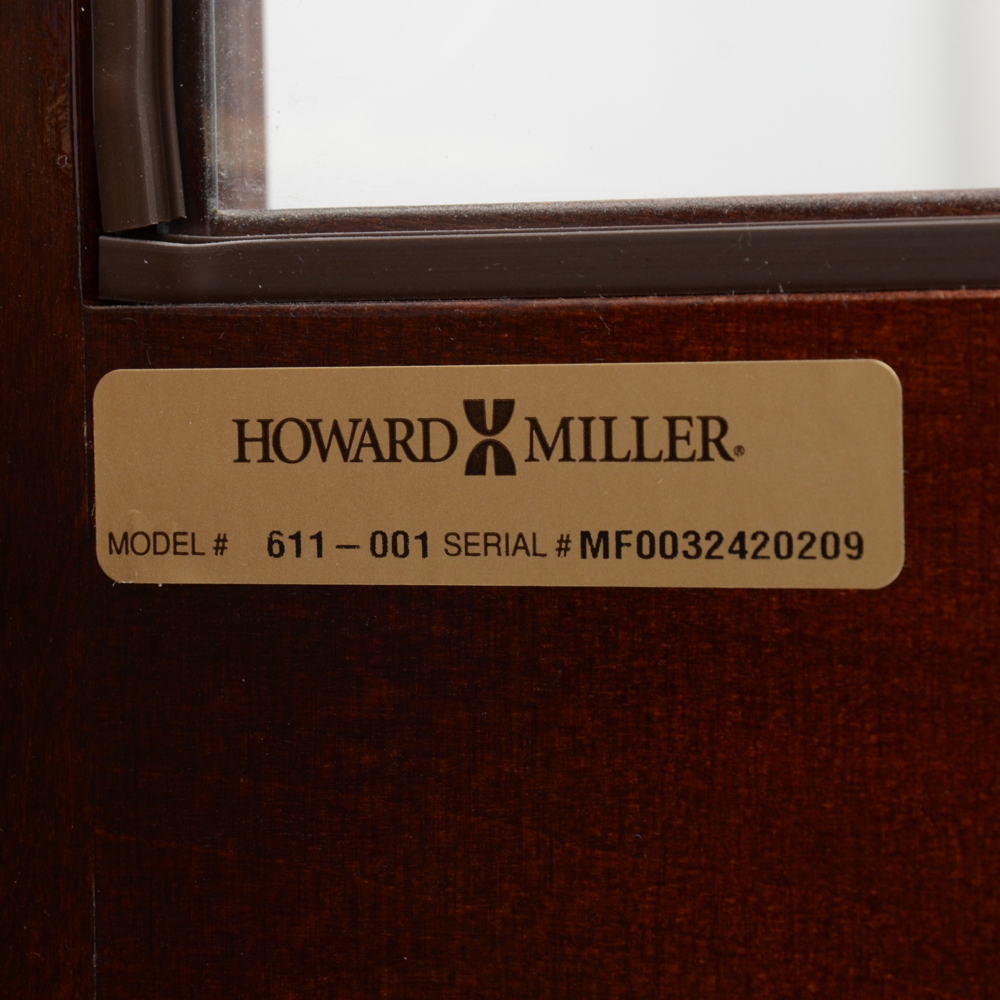 HOWARD MILLER®
MODEL # 611-001 SERIAL # MF0032420209